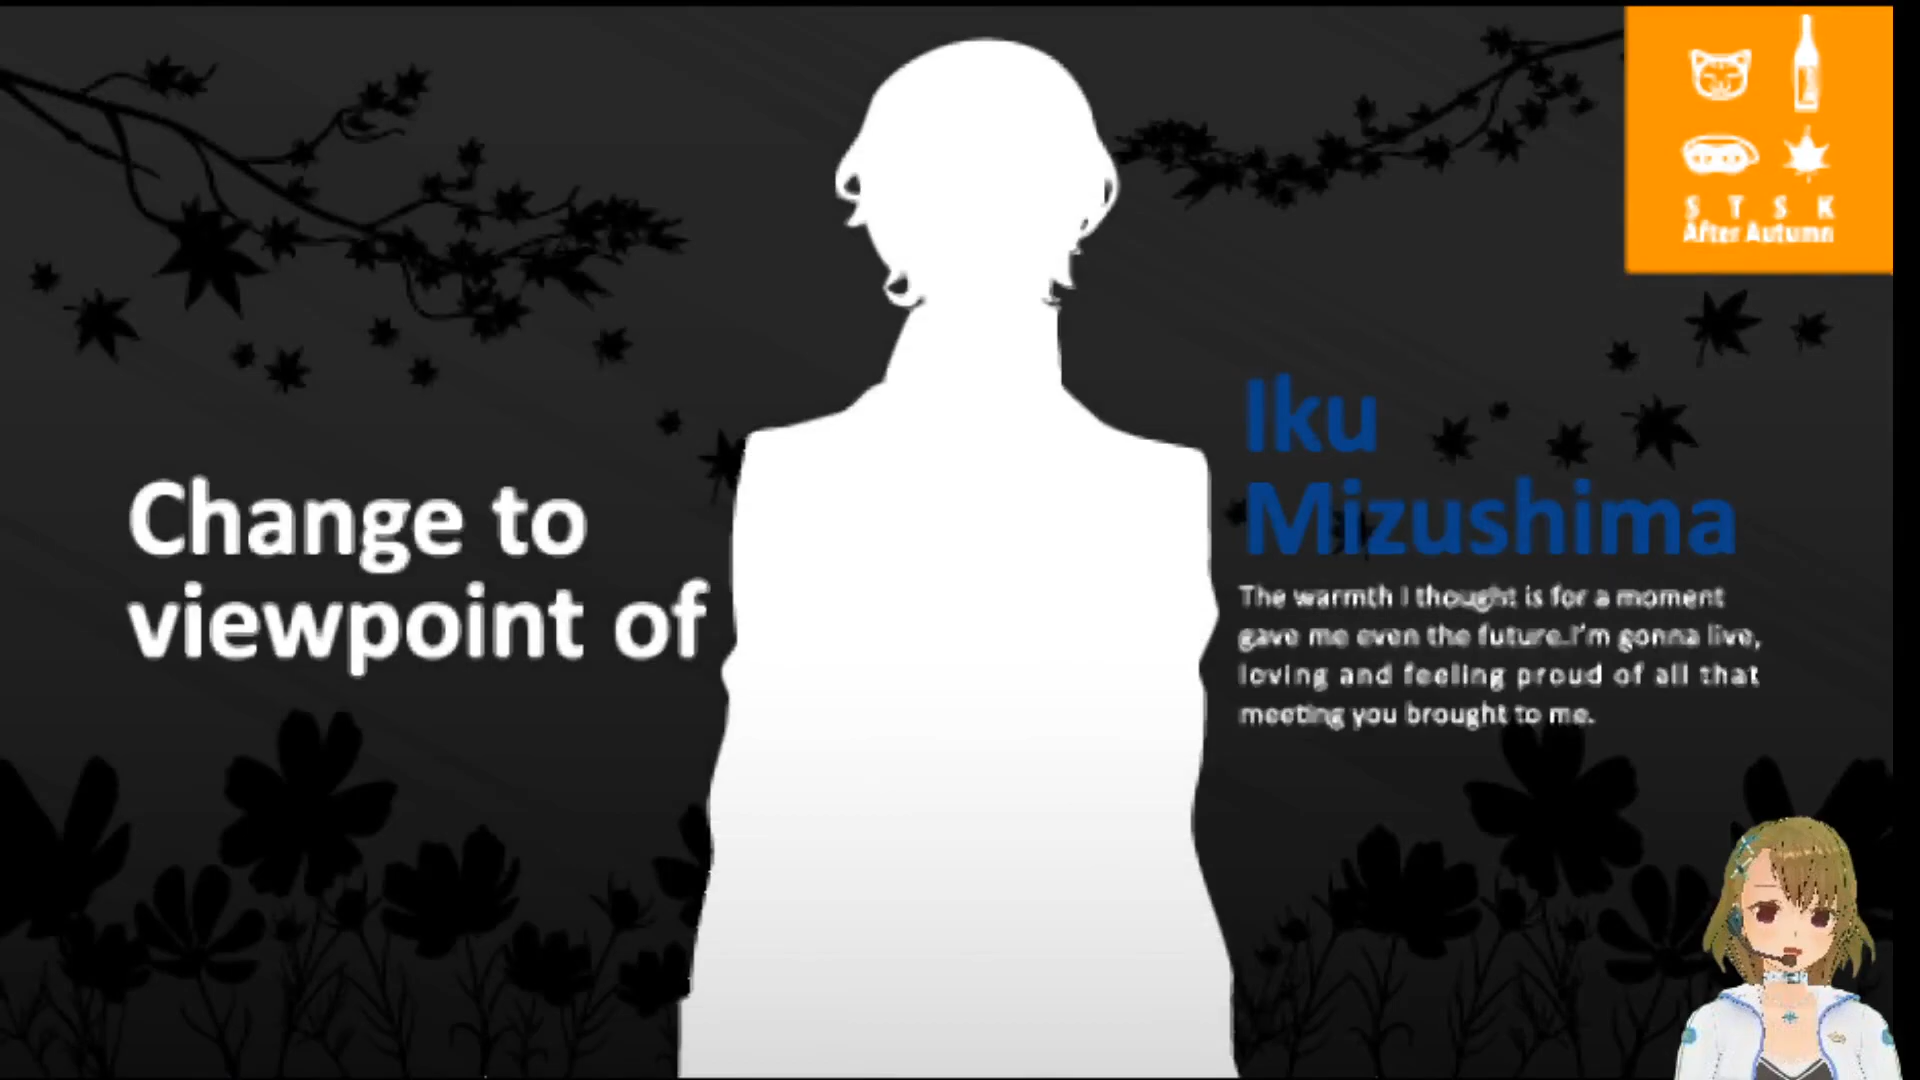 S T S K
After Autumn
Change to
viewpoint of
Iku
Mizushima
The warmth I thought is for a moment
gave me even the future.I'm gonna live,
loving and feeling proud of all that
meeting you brought to me.